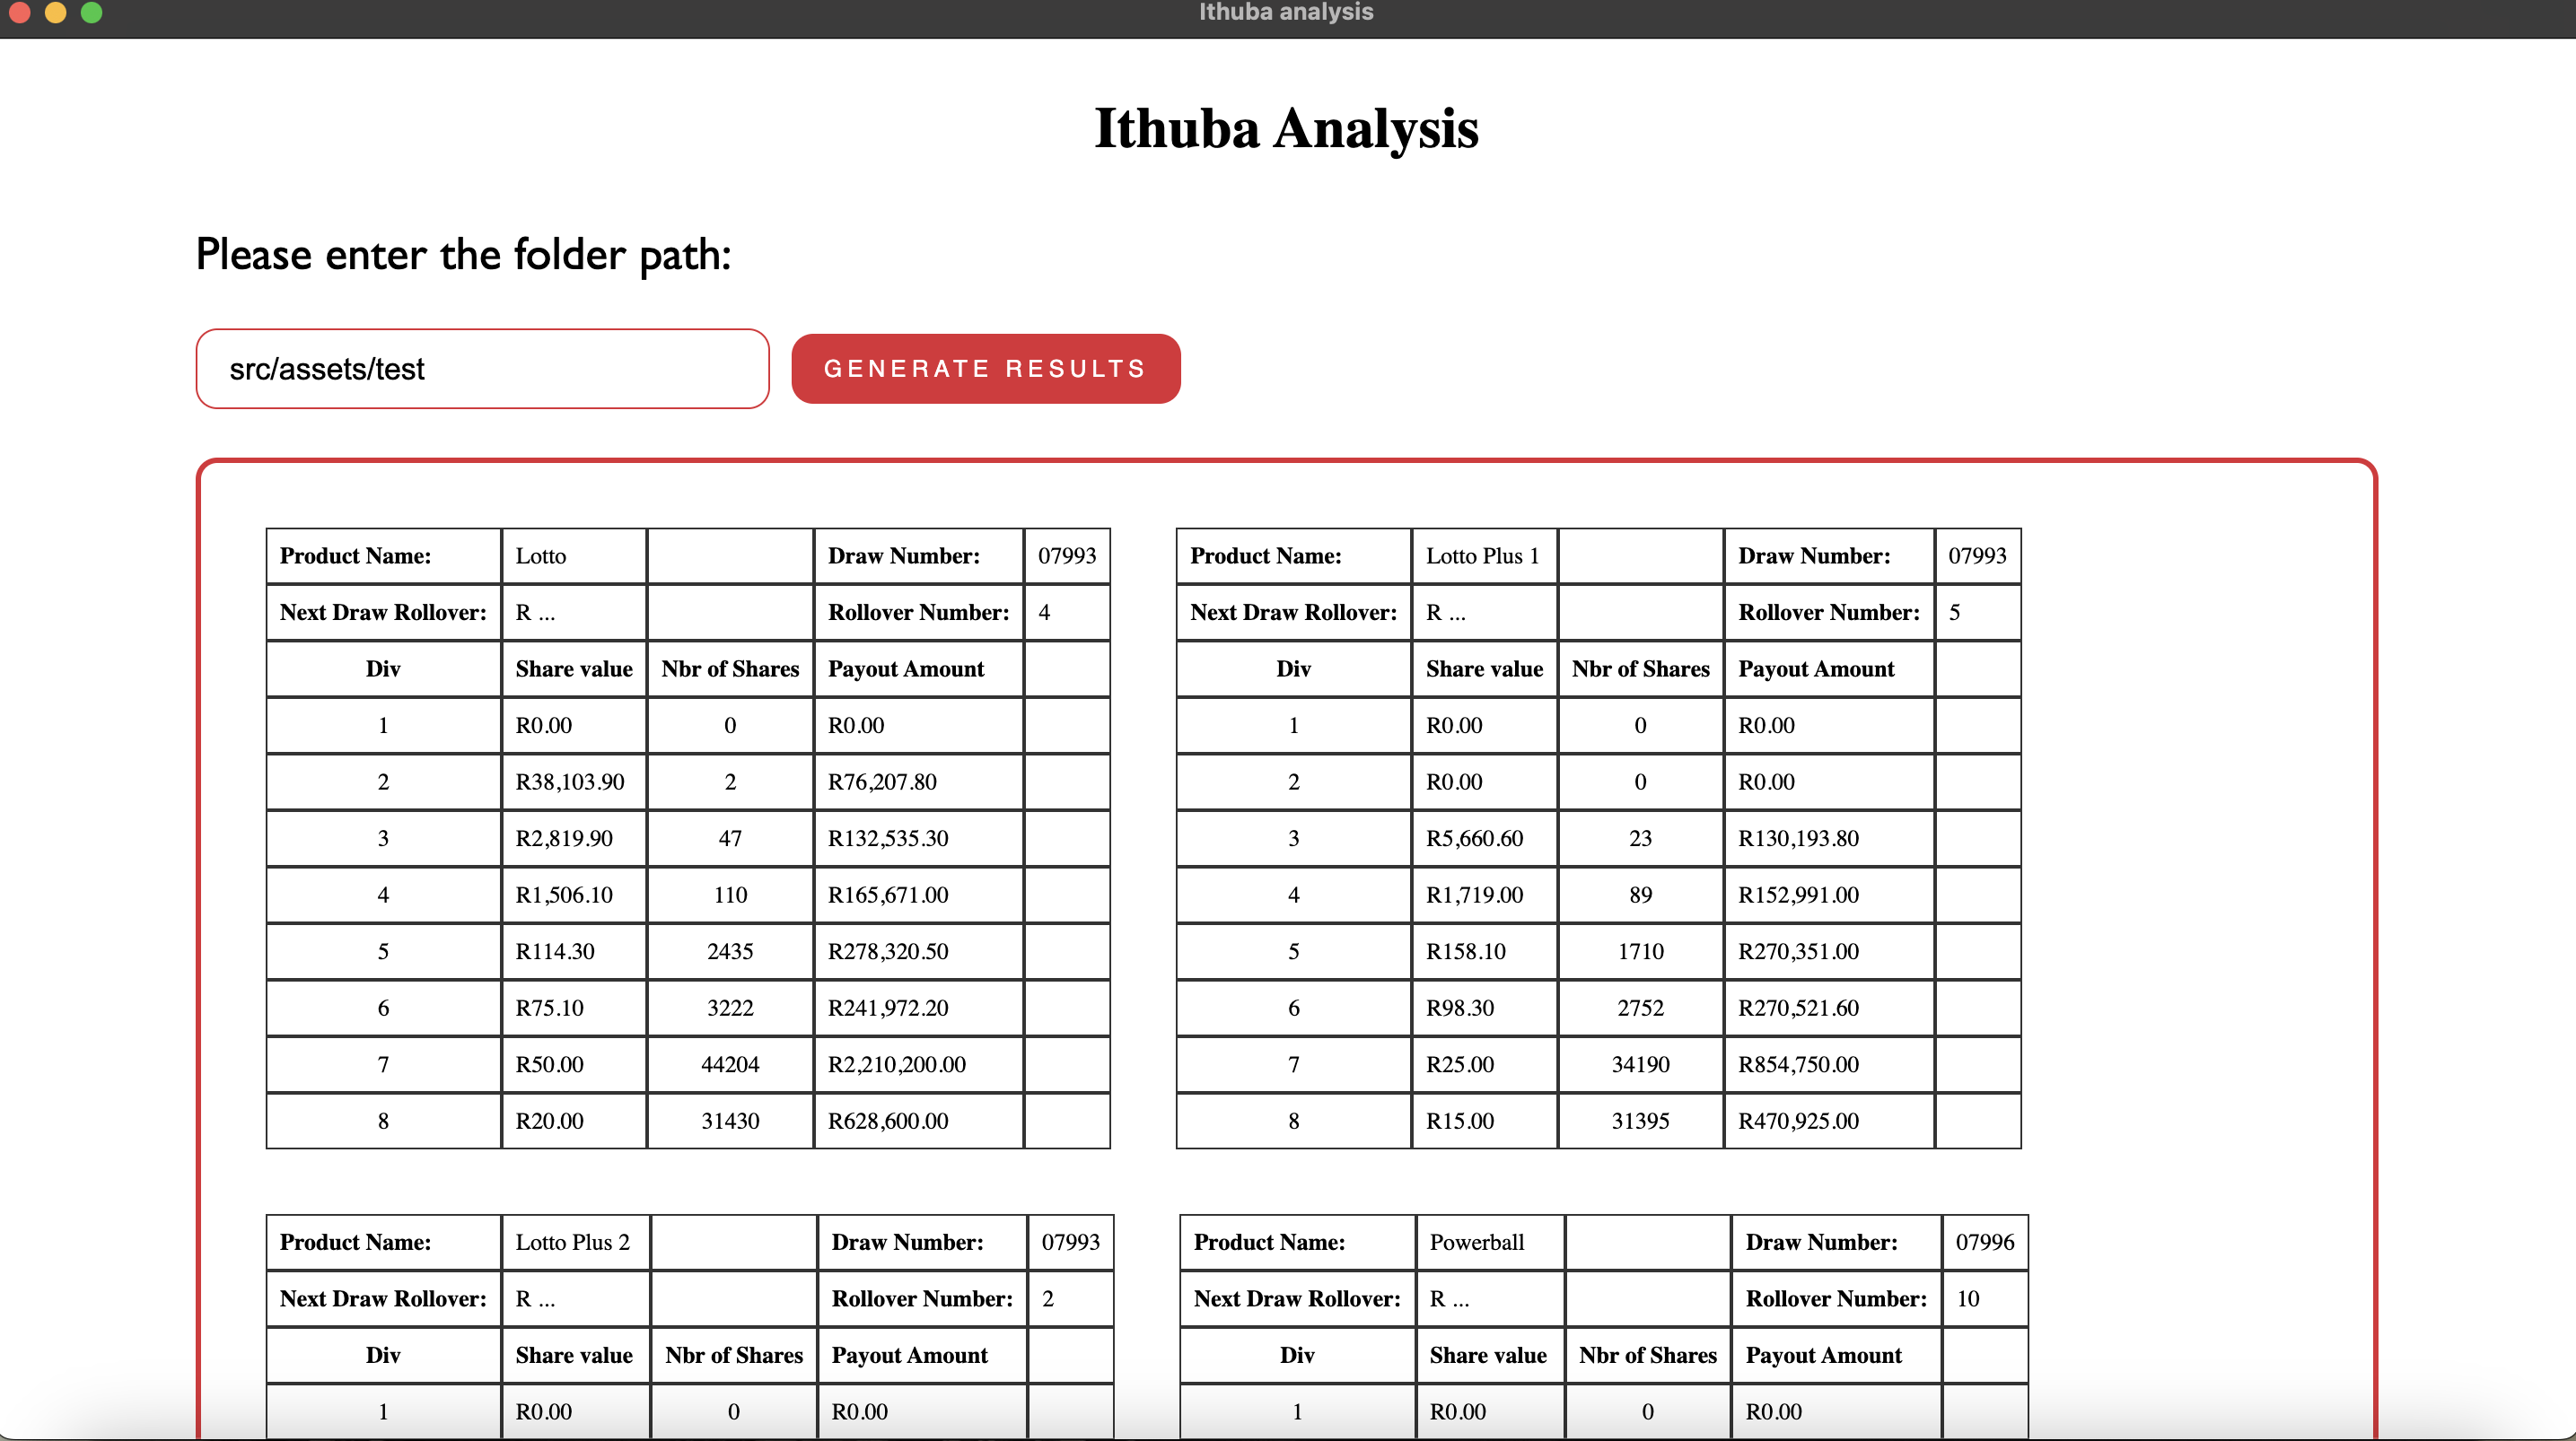 Ithuba analysis
Ithuba Analysis
Please enter the folder path:
src/assets/test GENERATE RESULTS
Product Name: Lotto Draw Number: 07993
Next Draw Rollover: R ... Rollover Number: 4
Div Share value Nbr of Shares Payout Amount
1 R0.00 0 R0.00
2 R38,103.90 2 R76,207.80
3 R2,819.90 47 R132,535.30
4 R1,506.10 110 R165,671.00
5 R114.30 2435 R278,320.50
6 R75.10 3222 R241,972.20
7 R50.00 44204 R2,210,200.00
8 R20.00 31430 R628,600.00
Product Name: Lotto Plus 1 Draw Number: 07993
Next Draw Rollover: R ... Rollover Number: 5
Div Share value Nbr of Shares Payout Amount
1 R0.00 0 R0.00
2 R0.00 0 R0.00
3 R5,660.60 23 R130,193.80
4 R1,719.00 89 R152,991.00
5 R158.10 1710 R270,351.00
6 R98.30 2752 R270,521.60
7 R25.00 34190 R854,750.00
8 R15.00 31395 R470,925.00
Product Name: Lotto Plus 2 Draw Number: 07993
Next Draw Rollover: R ... Rollover Number: 2
Div Share value Nbr of Shares Payout Amount
1 R0.00 0 R0.00
Product Name: Powerball Draw Number: 07996
Next Draw Rollover: R ... Rollover Number: 10
Div Share value Nbr of Shares Payout Amount
1 R0.00 0 R0.00